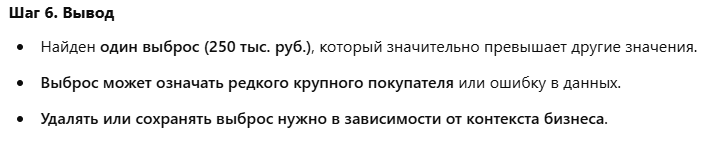 Шаг 6. Вывод
• Найден один выброс (250 тыс. руб.), который значительно превышает другие значения.
• Выброс может означать редкого крупного покупателя или ошибку в данных.
• Удалять или сохранять выброс нужно в зависимости от контекста бизнеса.